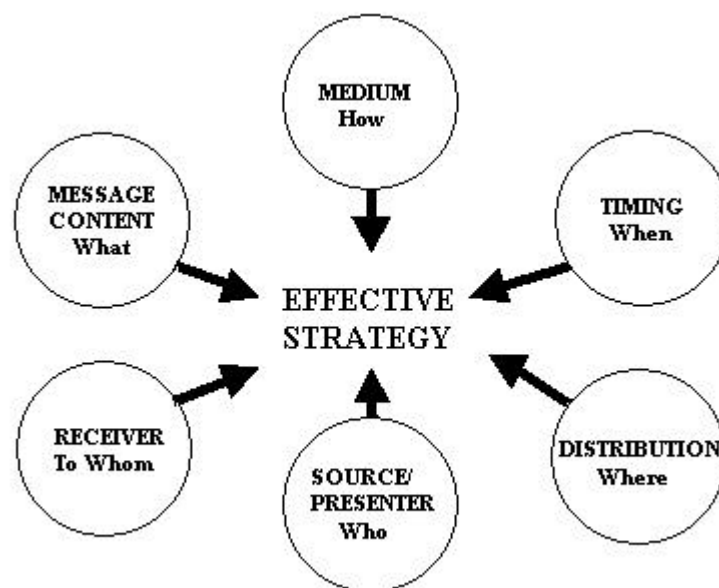 MEDIUM
How
MESSAGE
CONTENT
What
TIMING
When
EFFECTIVE
STRATEGY
RECEIVER
To Whom
SOURCE/
PRESENTER
Who
DISTRIBUTION
Where